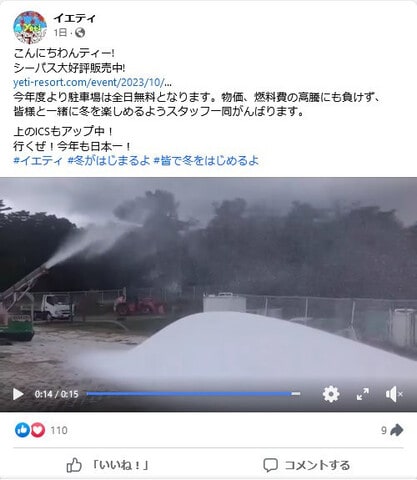 イエティ
1日
こんにちわんティー!
シーパス大好評販売中!
yeti-resort.com/event/2023/10/...
今年度より駐車場は全日無料となります。物価、燃料費の高騰にも負けず、
皆様と一緒に冬を楽しめるようスタッフ一同がんばります。
上のICSもアップ中！
行くぜ！今年も日本一！
#イエティ #冬がはじまるよ #皆で冬をはじめるよ
0:14 / 0:15
110
9
「いいね！」
コメントする